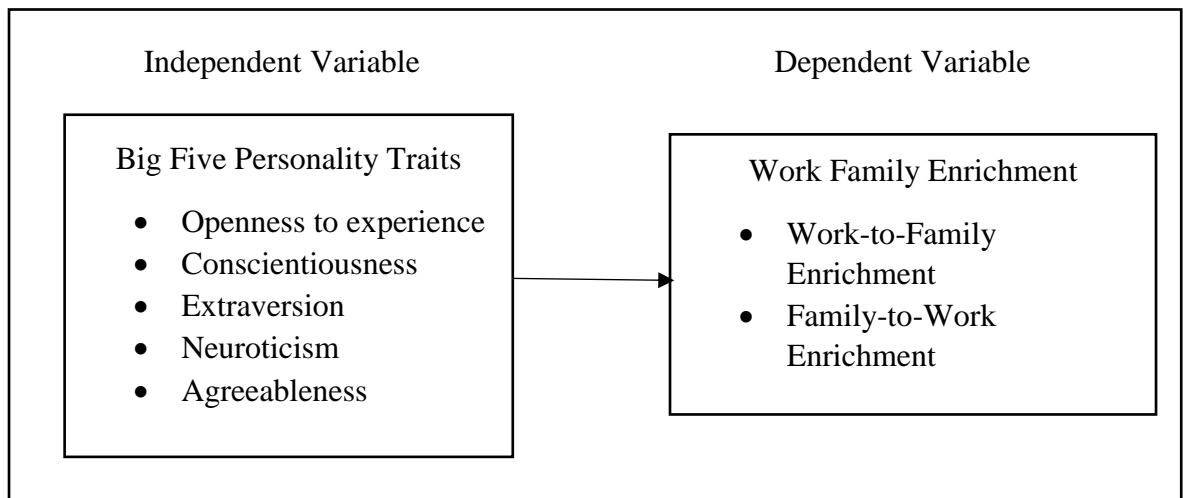 Independent Variable
Dependent Variable
Big Five Personality Traits
• Openness to experience
• Conscientiousness
• Extraversion
• Neuroticism
• Agreeableness
Work Family Enrichment
• Work-to-Family
Enrichment
• Family-to-Work
Enrichment